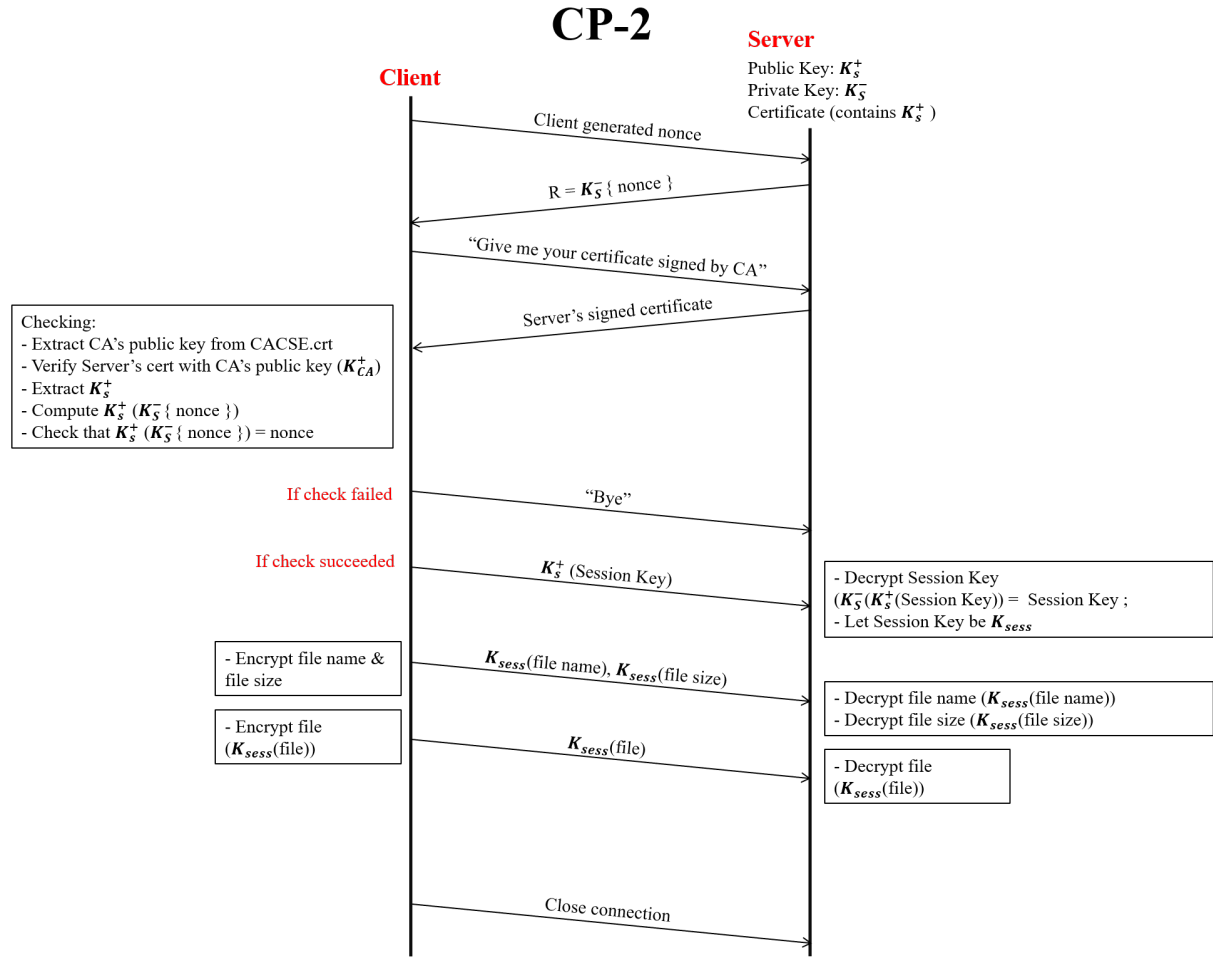 CP-2
Server
Public Key: K_s^+
Private Key: K_S^-
Certificate (contains K_s^+ )
Client
Client generated nonce
R = K_S^- { nonce }
“Give me your certificate signed by CA”
Server’s signed certificate
Checking:
- Extract CA’s public key from CACSE.crt
- Verify Server’s cert with CA’s public key (K_CA^+)
- Extract K_s^+
- Compute K_s^+ (K_S^- { nonce })
- Check that K_s^+ (K_S^- { nonce }) = nonce
If check failed
“Bye”
If check succeeded
K_s^+ (Session Key)
- Decrypt Session Key
(K_S^-(K_s^+(Session Key)) = Session Key ;
- Let Session Key be K_sess
- Encrypt file name &
file size
K_sess(file name), K_sess(file size)
- Decrypt file name (K_sess(file name))
- Decrypt file size (K_sess(file size))
- Encrypt file
(K_sess(file))
K_sess(file)
- Decrypt file
(K_sess(file))
Close connection